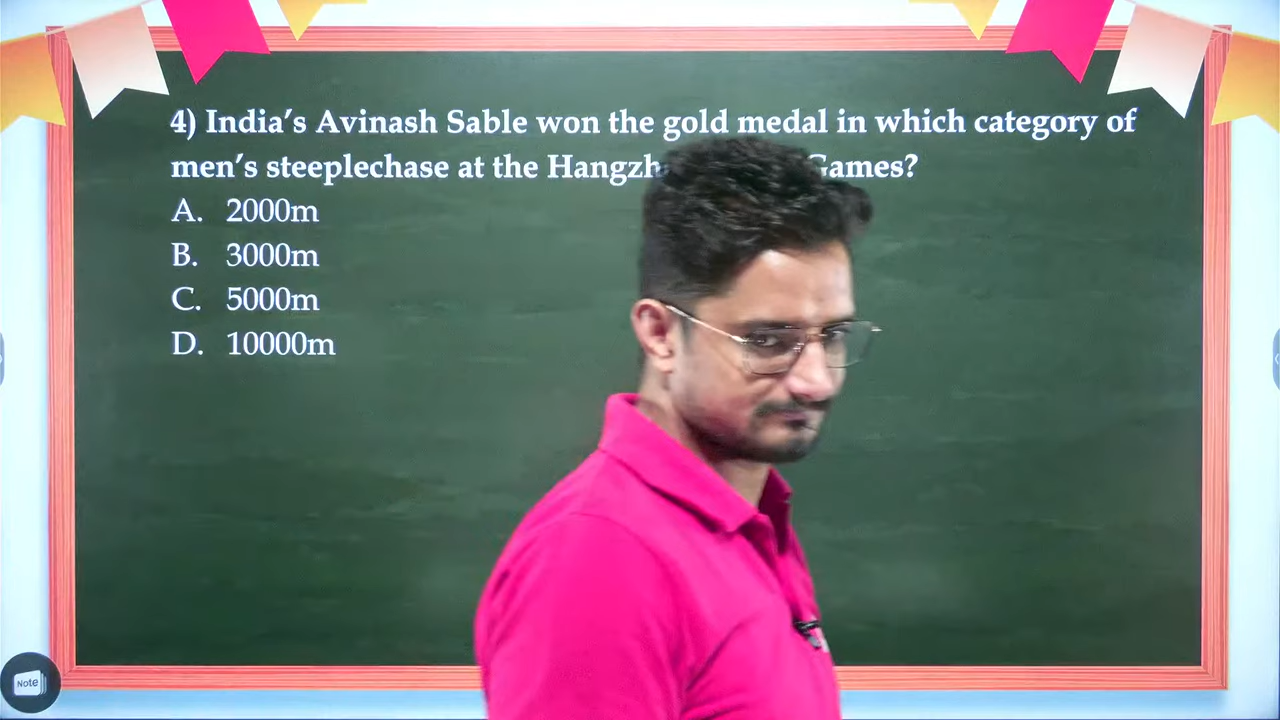 4) India’s Avinash Sable won the gold medal in which category of
men’s steeplechase at the Games?
A. 2000m
B. 3000m
C. 5000m
D. 10000m
Note